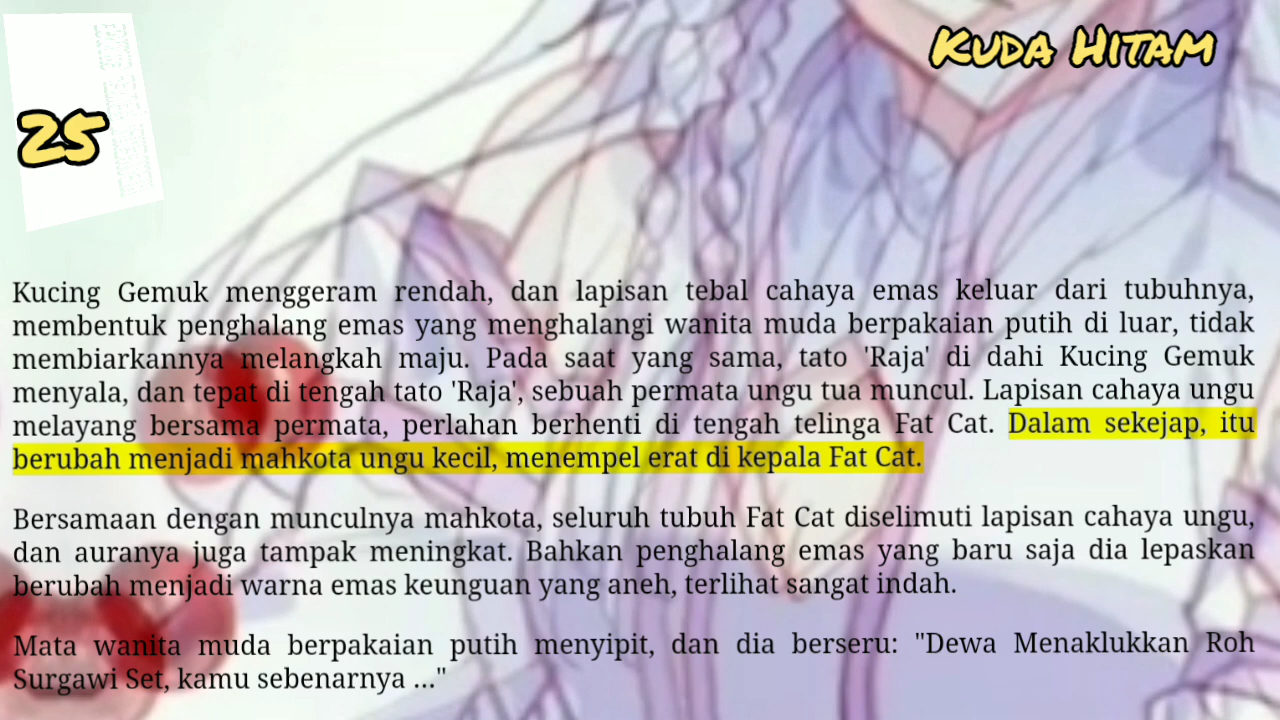 Kuda Hitam
25
Kucing Gemuk menggeram rendah, dan lapisan tebal cahaya emas keluar dari tubuhnya,
membentuk penghalang emas yang menghalangi wanita muda berpakaian putih di luar, tidak
membiarkannya melangkah maju. Pada saat yang sama, tato 'Raja' di dahi Kucing Gemuk
menyala, dan tepat di tengah tato 'Raja', sebuah permata ungu tua muncul. Lapisan cahaya ungu
melayang bersama permata, perlahan berhenti di tengah telinga Fat Cat. Dalam sekejap, itu
berubah menjadi mahkota ungu kecil, menempel erat di kepala Fat Cat.
Bersamaan dengan munculnya mahkota, seluruh tubuh Fat Cat diselimuti lapisan cahaya ungu,
dan auranya juga tampak meningkat. Bahkan penghalang emas yang baru saja dia lepaskan
berubah menjadi warna emas keunguan yang aneh, terlihat sangat indah.
Mata wanita muda berpakaian putih menyipit, dan dia berseru: "Dewa Menaklukkan Roh
Surgawi Set, kamu sebenarnya ..."